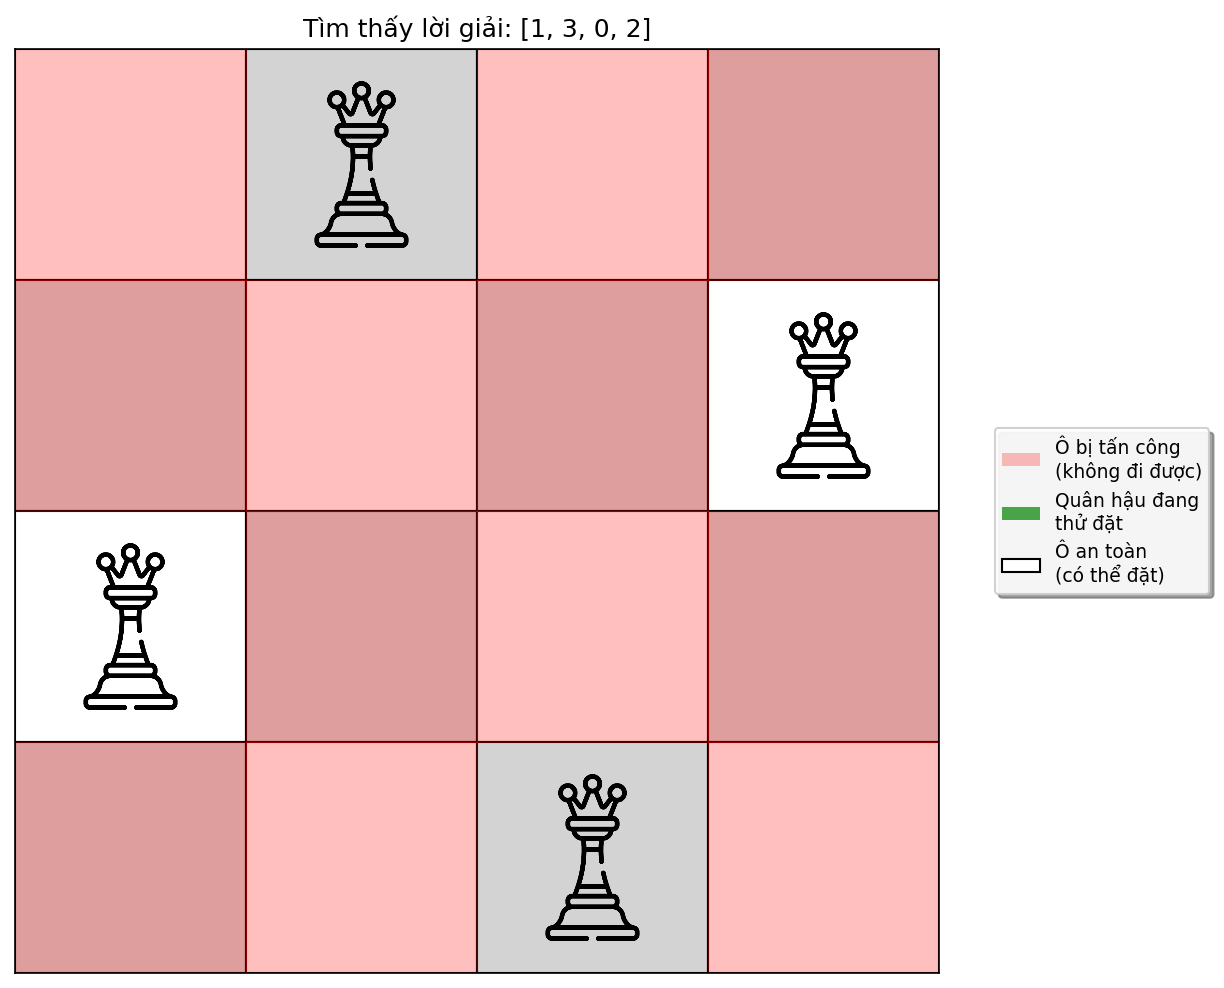 Tìm thấy lời giải: [1, 3, 0, 2]
Ô bị tấn công
(không đi được)
Quân hậu đang
thử đặt
Ô an toàn
(có thể đặt)